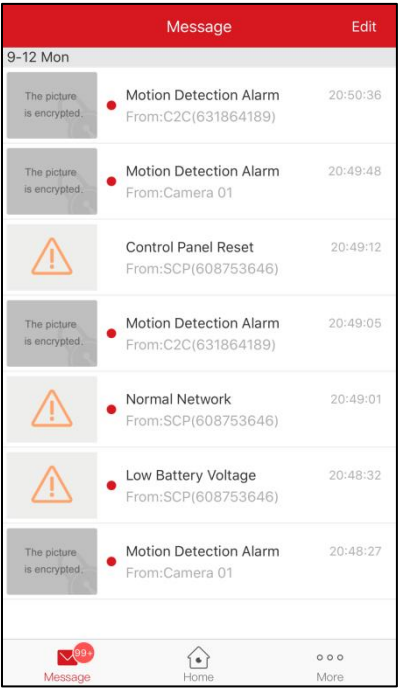 Message
Edit
9-12 Mon
The picture
is encrypted.
Motion Detection Alarm
20:50:36
From:C2C(631864189)
The picture
is encrypted.
Motion Detection Alarm
20:49:48
From:Camera 01
Control Panel Reset
20:49:12
From:SCP(608753646)
The picture
is encrypted.
Motion Detection Alarm
20:49:05
From:C2C(631864189)
Normal Network
20:49:01
From:SCP(608753646)
Low Battery Voltage
20:48:32
From:SCP(608753646)
The picture
is encrypted.
Motion Detection Alarm
20:48:27
From:Camera 01
99+
Message
Home
More